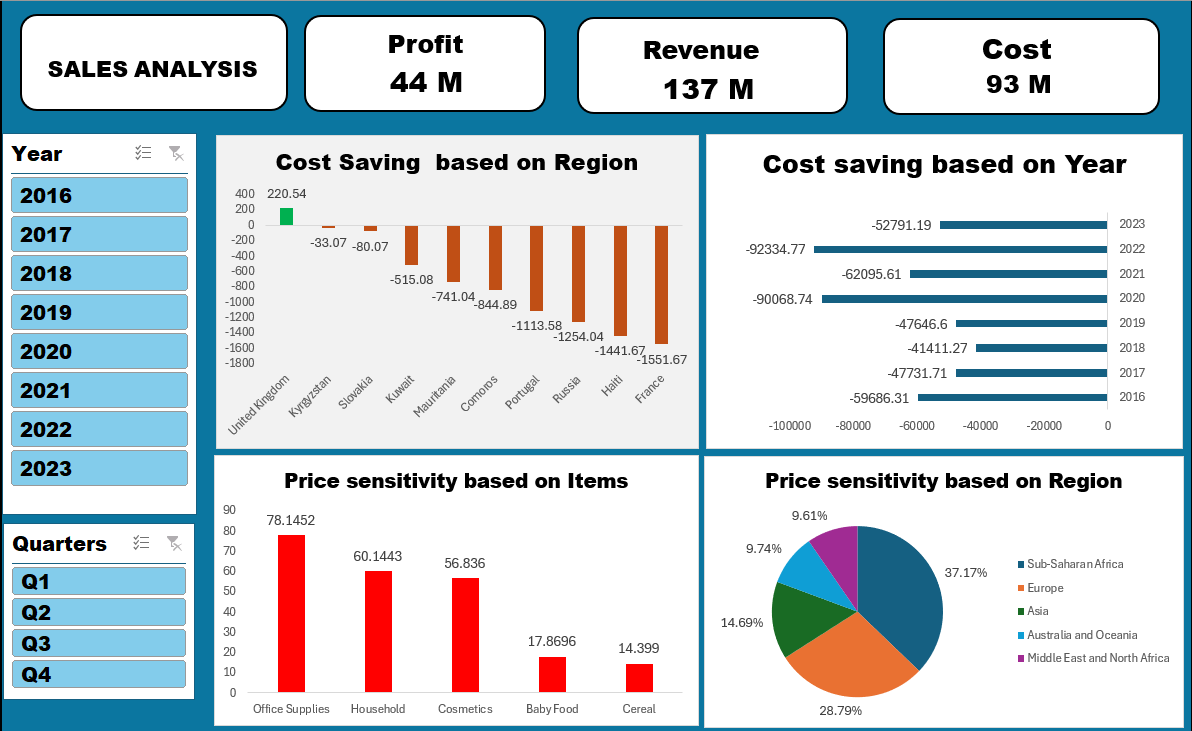 SALES ANALYSIS
Profit
44 M
Revenue
137 M
Cost
93 M
Year
2016
2017
2018
2019
2020
2021
2022
2023
Quarters
Q1
Q2
Q3
Q4
Cost Saving based on Region
400
200
0
-200
-400
-600
-800
-1000
-1200
-1400
-1600
-1800
220.54
-33.07
-80.07
-515.08
-741.04
-844.89
-1113.58
-1254.04
-1441.67
-1551.67
United Kingdom
Kyrgyzstan
Slovakia
Kuwait
Mauritania
Comoros
Portugal
Russia
Haiti
France
Cost saving based on Year
-52791.19 2023
-92334.77 2022
-62095.61 2021
-90068.74 2020
-47646.6 2019
-41411.27 2018
-47731.71 2017
-59686.31 2016
-100000 -80000 -60000 -40000 -20000 0
Price sensitivity based on Items
90
80
70
60
50
40
30
20
10
0
78.1452
60.1443
56.836
17.8696
14.399
Office Supplies Household Cosmetics Baby Food Cereal
Price sensitivity based on Region
9.61%
9.74%
14.69%
28.79%
37.17%
Sub-Saharan Africa
Europe
Asia
Australia and Oceania
Middle East and North Africa